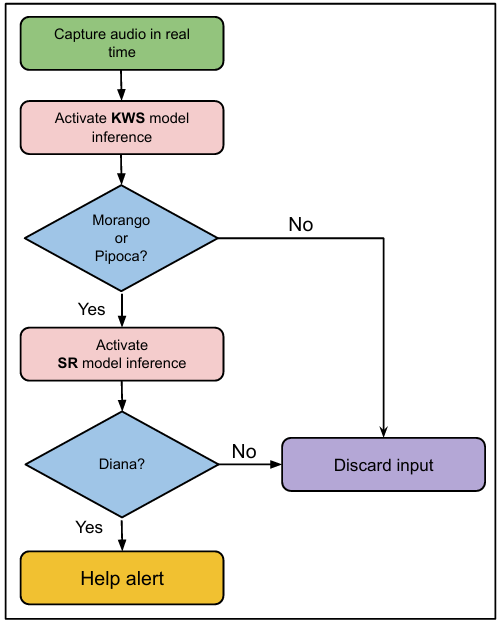 Capture audio in real
time
Activate KWS model
inference
Morango
or
Pipoca?
No
Yes
Activate
SR model inference
Diana?
No
Discard input
Yes
Help alert